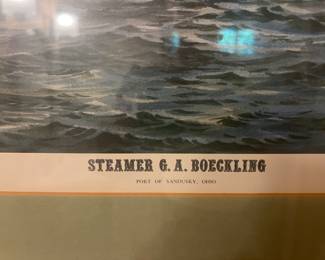 STEAMER G. A. BOECKLING
PORT OF SANDUSKY, OHIO